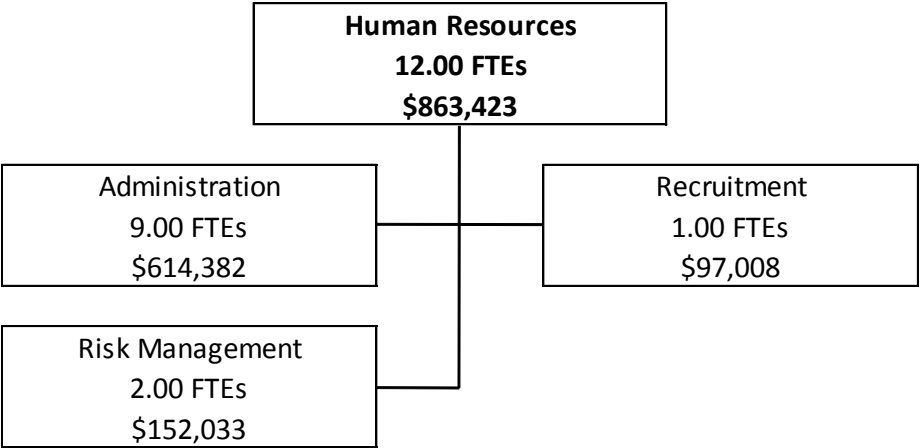 Human Resources
12.00 FTEs
$863,423
Administration
9.00 FTEs
$614,382
Recruitment
1.00 FTEs
$97,008
Risk Management
2.00 FTEs
$152,033